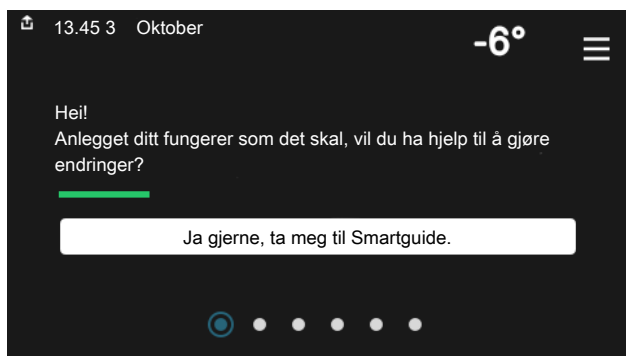 13.45 3 Oktober
-6°
Hei!
Anlegget ditt fungerer som det skal, vil du ha hjelp til å gjøre
endringer?
Ja gjerne, ta meg til Smartguide.